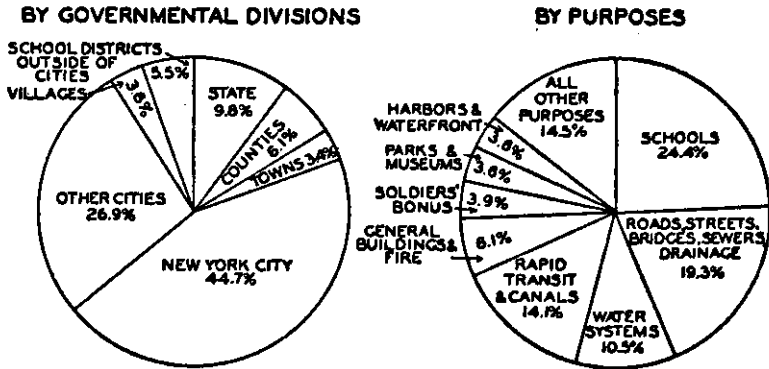 BY GOVERNMENTAL DIVISIONS
SCHOOL DISTRICTS
OUTSIDE OF
CITIES
5.5%
VILLAGES
3.8%
STATE
9.8%
COUNTIES
6.1%
TOWNS 3.4%
OTHER CITIES
26.9%
NEW YORK CITY
44.7%
BY PURPOSES
ALL
OTHER
PURPOSES
14.5%
SCHOOLS
24.4%
HARBORS &
WATERFRONT
3.6%
PARKS &
MUSEUMS
3.6%
SOLDIERS'
BONUS
3.9%
GENERAL
BUILDINGS &
FIRE
6.1%
ROADS, STREETS,
BRIDGES, SEWERS
DRAINAGE
19.3%
RAPID
TRANSIT
& CANALS
14.1%
WATER
SYSTEMS
10.5%